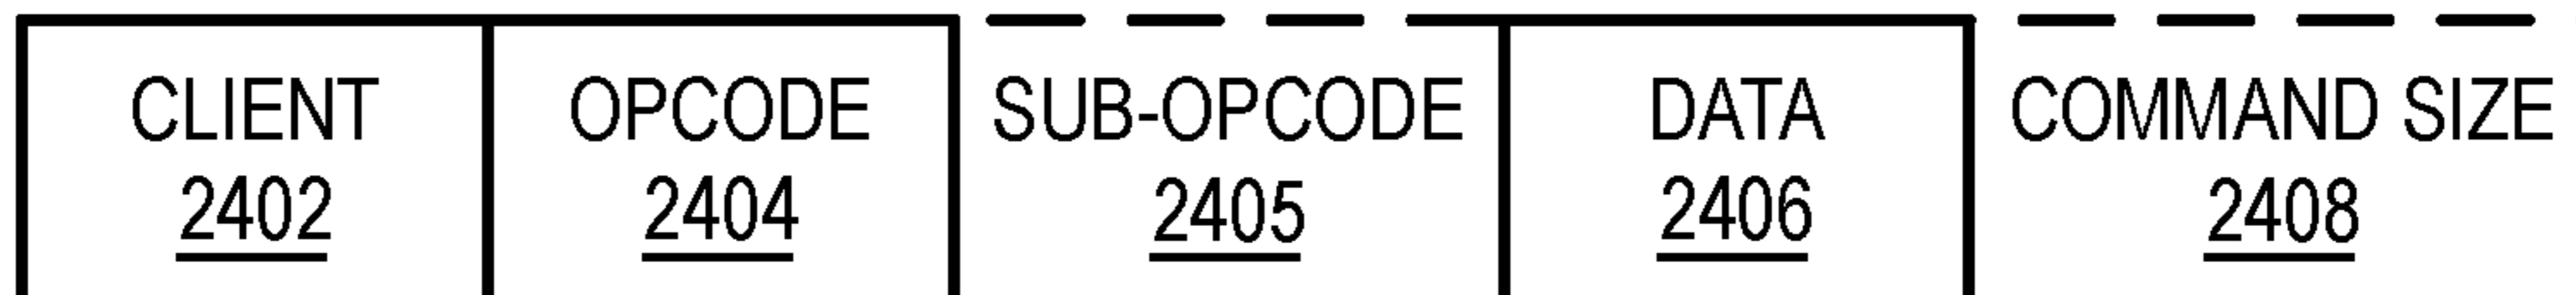 CLIENT OPCODE SUB-OPCODE DATA COMMAND SIZE
2402 2404 2405 2406 2408